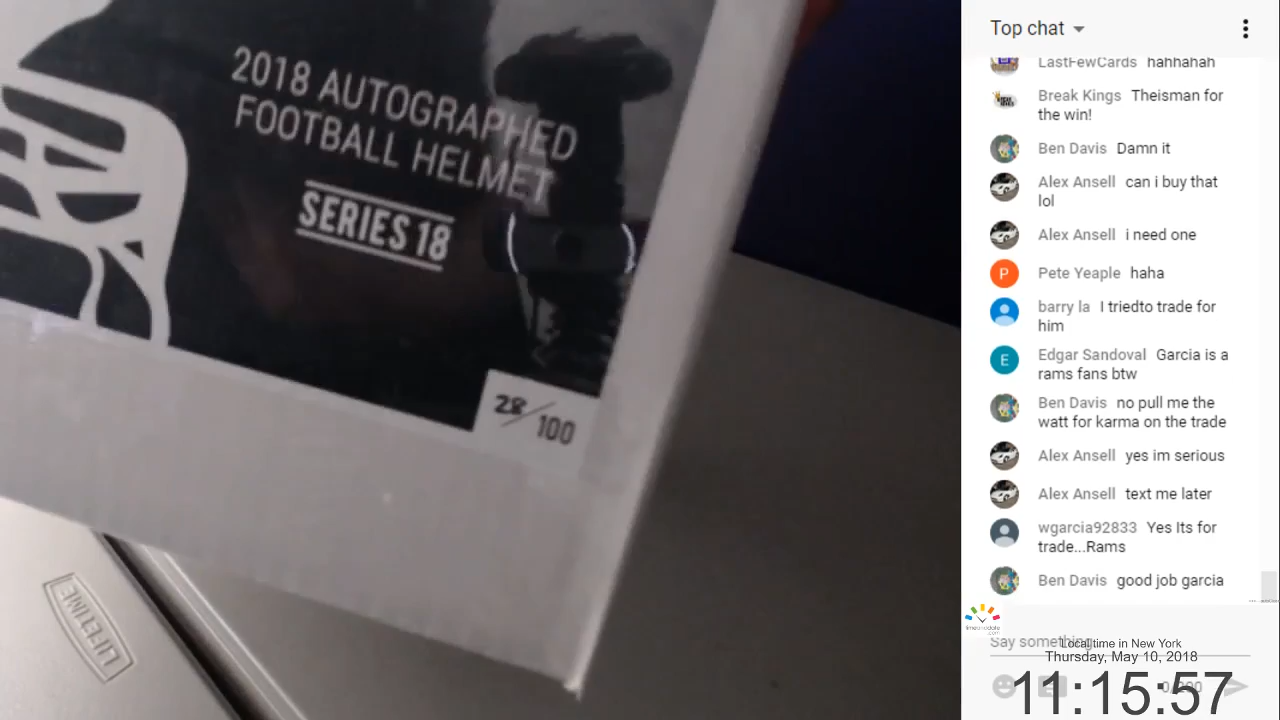 2018 AUTOGRAPHED
FOOTBALL HELMET
SERIES 18
28/100
LIFETIME
Top chat
LastFewCards hahhahah
Break Kings Theisman for
the win!
Ben Davis Damn it
Alex Ansell can i buy that
lol
Alex Ansell i need one
Pete Yeaple haha
barry la I triedto trade for
him
Edgar Sandoval Garcia is a
rams fans btw
Ben Davis no pull me the
watt for karma on the trade
Alex Ansell yes im serious
Alex Ansell text me later
wgarcia92833 Yes Its for
trade...Rams
Ben Davis good job garcia
Say something...
Local time in New York
Thursday, May 10, 2018
11:15:57